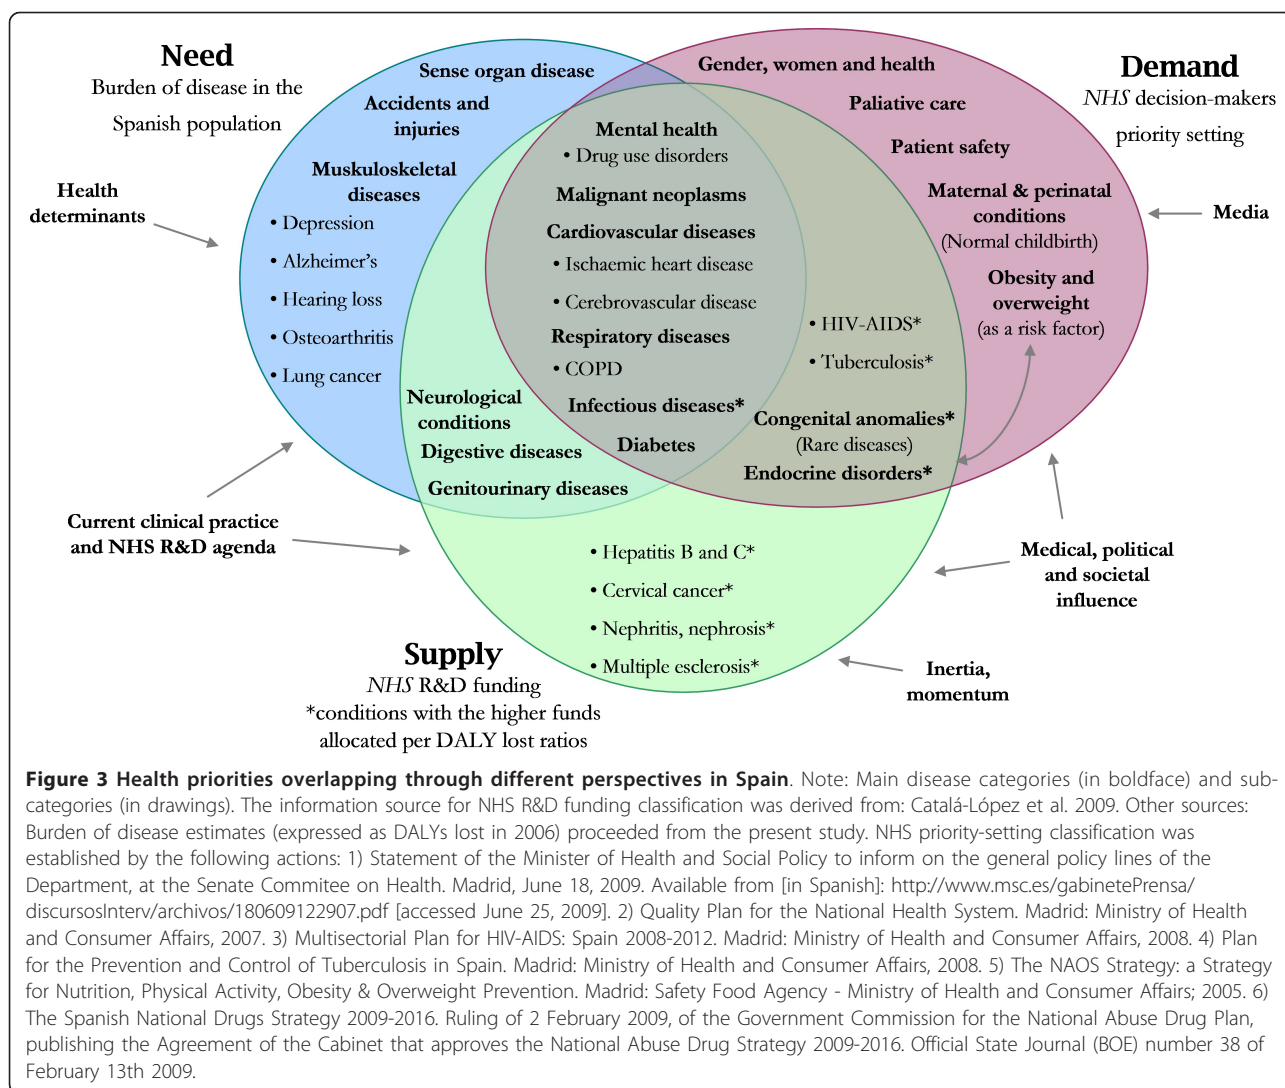 Need
Burden of disease in the
Spanish population
Demand
NHS decision-makers
priority setting
Sense organ disease
Accidents and
injuries
Muskuloskeletal
diseases
• Depression
• Alzheimer's
• Hearing loss
• Osteoarthritis
• Lung cancer
Health
determinants
Gender, women and health
Paliative care
Patient safety
Maternal & perinatal
conditions
(Normal childbirth)
Obesity and
overweight
(as a risk factor)
Media
Mental health
• Drug use disorders
Malignant neoplasms
Cardiovascular diseases
• Ischaemic heart disease
• Cerebrovascular disease
Respiratory diseases
• COPD
Infectious diseases*
Diabetes
• HIV-AIDS*
• Tuberculosis*
Congenital anomalies*
(Rare diseases)
Endocrine disorders*
Neurological
conditions
Digestive diseases
Genitourinary diseases
Current clinical practice
and NHS R&D agenda
• Hepatitis B and C*
• Cervical cancer*
• Nephritis, nephrosis*
• Multiple esclerosis*
Medical, political
and societal
influence
Inertia,
momentum
Supply
NHS R&D funding
*conditions with the higher funds
allocated per DALY lost ratios
Figure 3 Health priorities overlapping through different perspectives in Spain. Note: Main disease categories (in boldface) and sub-
categories (in drawings). The information source for NHS R&D funding classification was derived from: Catalá-López et al. 2009. Other sources:
Burden of disease estimates (expressed as DALYs lost in 2006) proceeded from the present study. NHS priority-setting classification was
established by the following actions: 1) Statement of the Minister of Health and Social Policy to inform on the general policy lines of the
Department, at the Senate Commitee on Health. Madrid, June 18, 2009. Available from [in Spanish]: http://www.msc.es/gabinetePrensa/
discursosInterv/archivos/180609122907.pdf [accessed June 25, 2009]. 2) Quality Plan for the National Health System. Madrid: Ministry of Health
and Consumer Affairs, 2007. 3) Multisectorial Plan for HIV-AIDS: Spain 2008-2012. Madrid: Ministry of Health and Consumer Affairs, 2008. 4) Plan
for the Prevention and Control of Tuberculosis in Spain. Madrid: Ministry of Health and Consumer Affairs, 2008. 5) The NAOS Strategy: a Strategy
for Nutrition, Physical Activity, Obesity & Overweight Prevention. Madrid: Safety Food Agency - Ministry of Health and Consumer Affairs; 2005. 6)
The Spanish National Drugs Strategy 2009-2016. Ruling of 2 February 2009, of the Government Commission for the National Abuse Drug Plan,
publishing the Agreement of the Cabinet that approves the National Abuse Drug Strategy 2009-2016. Official State Journal (BOE) number 38 of
February 13th 2009.